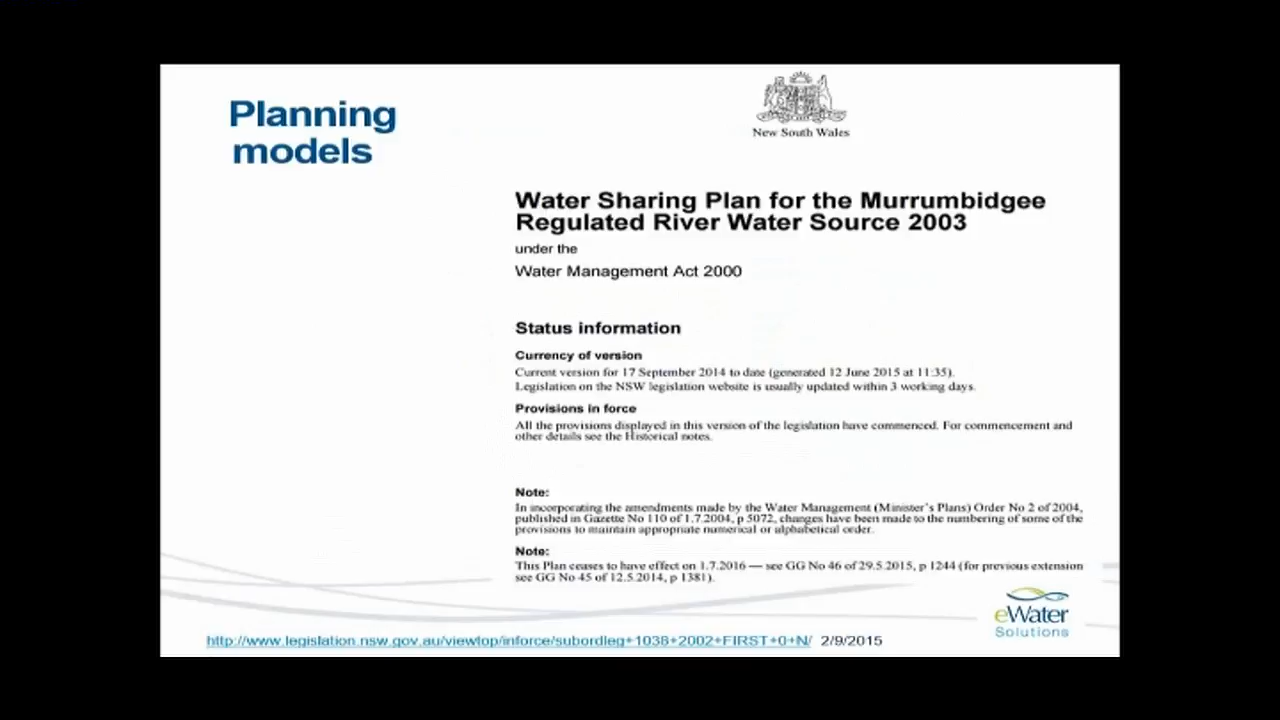 Planning
models
New South Wales
Water Sharing Plan for the Murrumbidgee
Regulated River Water Source 2003
under the
Water Management Act 2000
Status information
Currency of version
Current version for 17 September 2014 to date (generated 12 June 2015 at 11:35).
Legislation on the NSW legislation website is usually updated within 3 working days.
Provisions in force
All the provisions displayed in this version of the legislation have commenced. For commencement and
other details see the Historical notes.
Note:
In incorporating the amendments made by the Water Management (Minister's Plans) Order No 2 of 2004,
published in Gazette No 110 of 1.7.2004, p 5072, changes have been made to the numbering of some of the
provisions to maintain appropriate numerical or alphabetical order.
Note:
This Plan ceases to have effect on 1.7.2016 — see GG No 46 of 29.5.2015, p 1244 (for previous extension
see GG No 45 of 12.5.2014, p 1381).
eWater
Solutions
http://www.legislation.nsw.gov.au/viewtop/inforce/subordleg+1038+2002+FIRST+0+N/ 2/9/2015